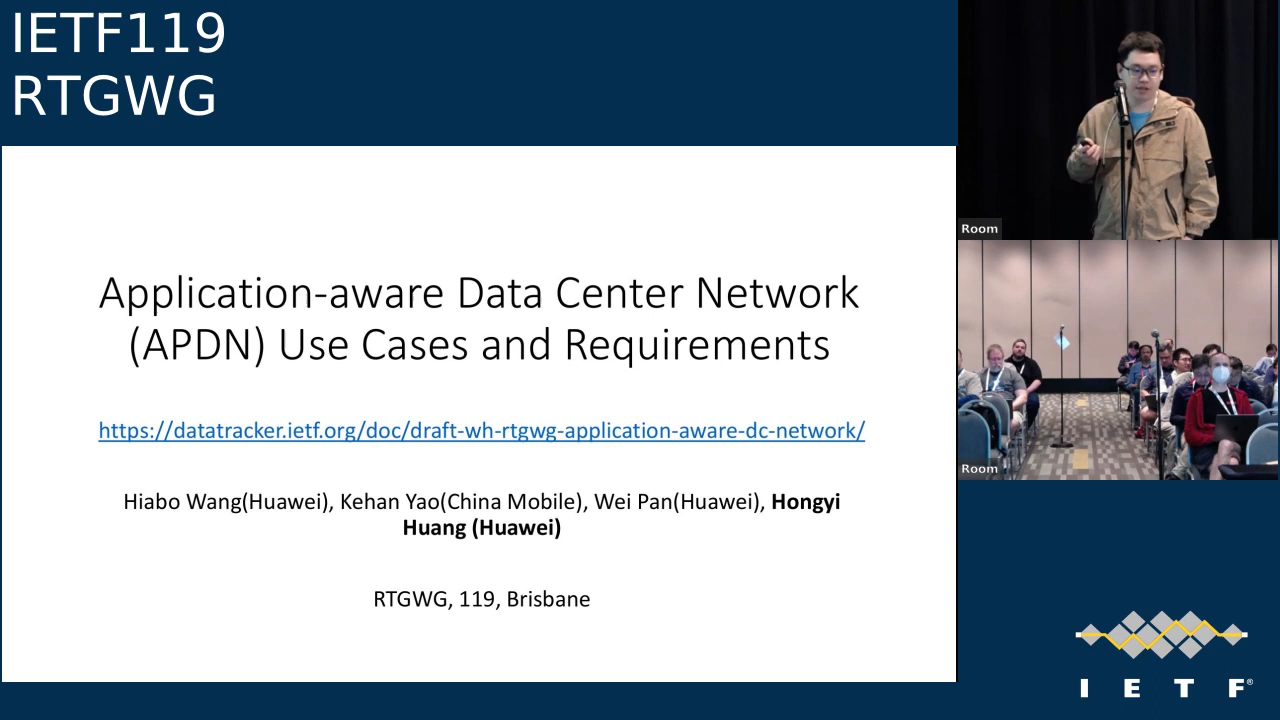 IETF119
RTGWG
Application-aware Data Center Network
(APDN) Use Cases and Requirements
https://datatracker.ietf.org/doc/draft-wh-rtgwg-application-aware-dc-network/
Hiabo Wang(Huawei), Kehan Yao(China Mobile), Wei Pan(Huawei), Hongyi
Huang (Huawei)
RTGWG, 119, Brisbane
Room
Room
I E T F®